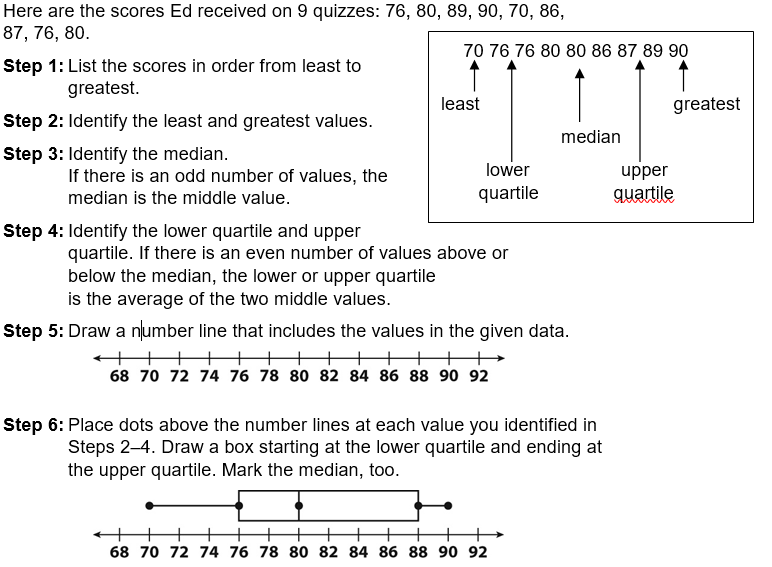 Here are the scores Ed received on 9 quizzes: 76, 80, 89, 90, 70, 86,
87, 76, 80.
Step 1: List the scores in order from least to
greatest.
Step 2: Identify the least and greatest values.
Step 3: Identify the median.
If there is an odd number of values, the
median is the middle value.
70 76 76 80 80 86 87 89 90
least
greatest
median
lower
quartile
upper
quartile
Step 4: Identify the lower quartile and upper
quartile. If there is an even number of values above or
below the median, the lower or upper quartile
is the average of the two middle values.
Step 5: Draw a number line that includes the values in the given data.
68 70 72 74 76 78 80 82 84 86 88 90 92
Step 6: Place dots above the number lines at each value you identified in
Steps 2–4. Draw a box starting at the lower quartile and ending at
the upper quartile. Mark the median, too.
68 70 72 74 76 78 80 82 84 86 88 90 92